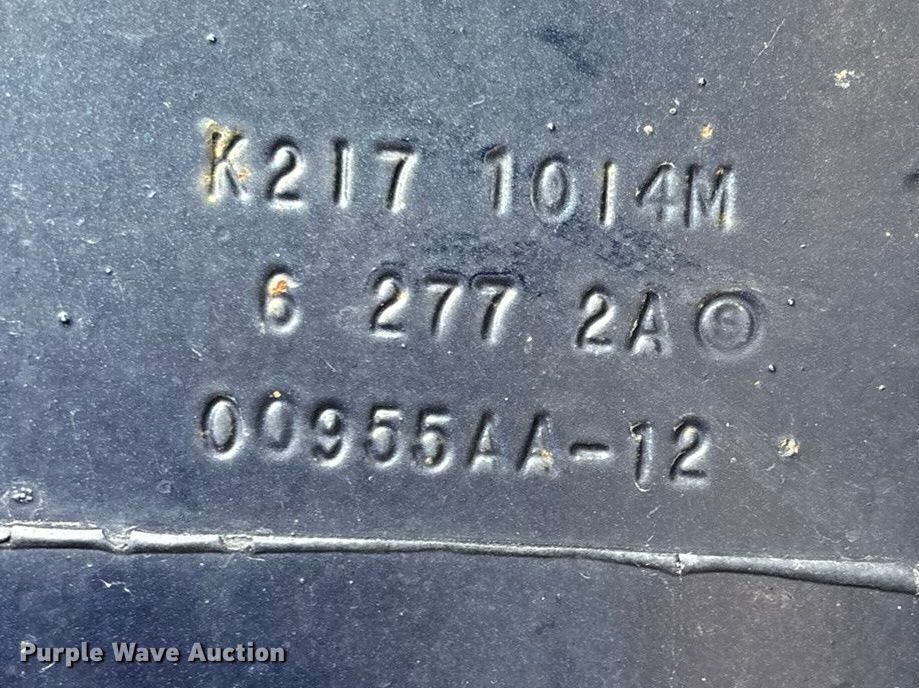 K217 1014M
6 277 2A Ⓢ
00955AA-12
Purple Wave Auction